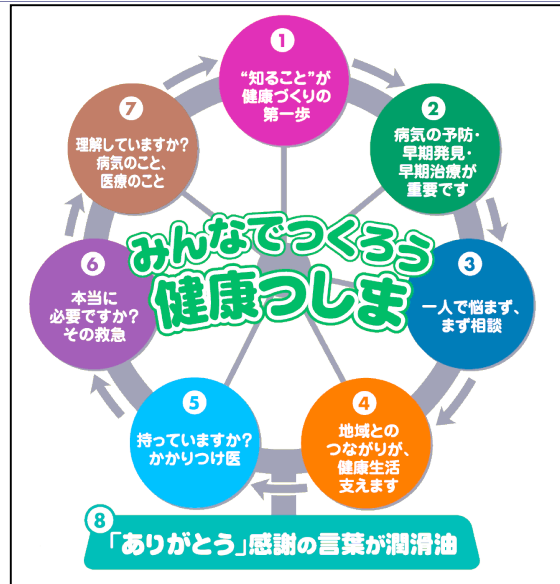 1
“知ること”が
健康づくりの
第一歩
2
病気の予防・
早期発見・
早期治療が
重要です
3
一人で悩まず、
まず相談
4
地域との
つながりが、
健康生活
支えます
5
持っていますか?
かかりつけ医
6
本当に
必要ですか?
その救急
7
理解していますか?
病気のこと、
医療のこと
みんなでつくろう
健康つしま
8
「ありがとう」感謝の言葉が潤滑油